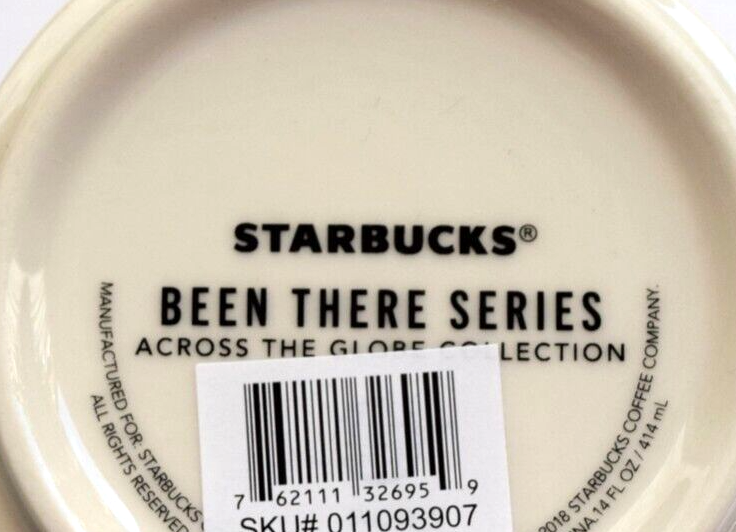 STARBUCKS®
BEEN THERE SERIES
ACROSS THE GLOBE COLLECTION
MANUFACTURED FOR: STARBUCKS
ALL RIGHTS RESERVED
2018 STARBUCKS COFFEE COMPANY.
14 FL OZ / 414 mL
7 62111 32695 9
SKU# 011093907